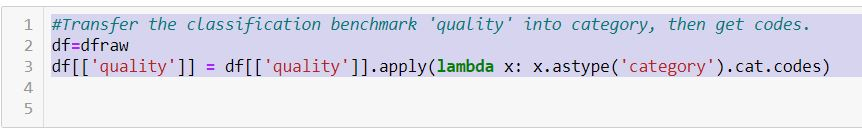 1 #Transfer the classification benchmark 'quality' into category, then get codes.
2 df=dfraw
3 df[['quality']] = df[['quality']].apply(lambda x: x.astype('category').cat.codes)
4
5